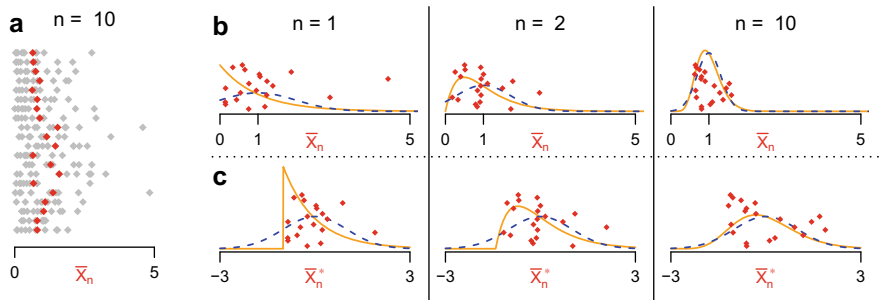 a
n = 10
0 5
X̅n
b
n = 1
n = 2
n = 10
0 1 5
X̅n
0 1 5
X̅n
0 1 5
X̅n
c
−3 3
X̅n*
−3 3
X̅n*
−3 3
X̅n*